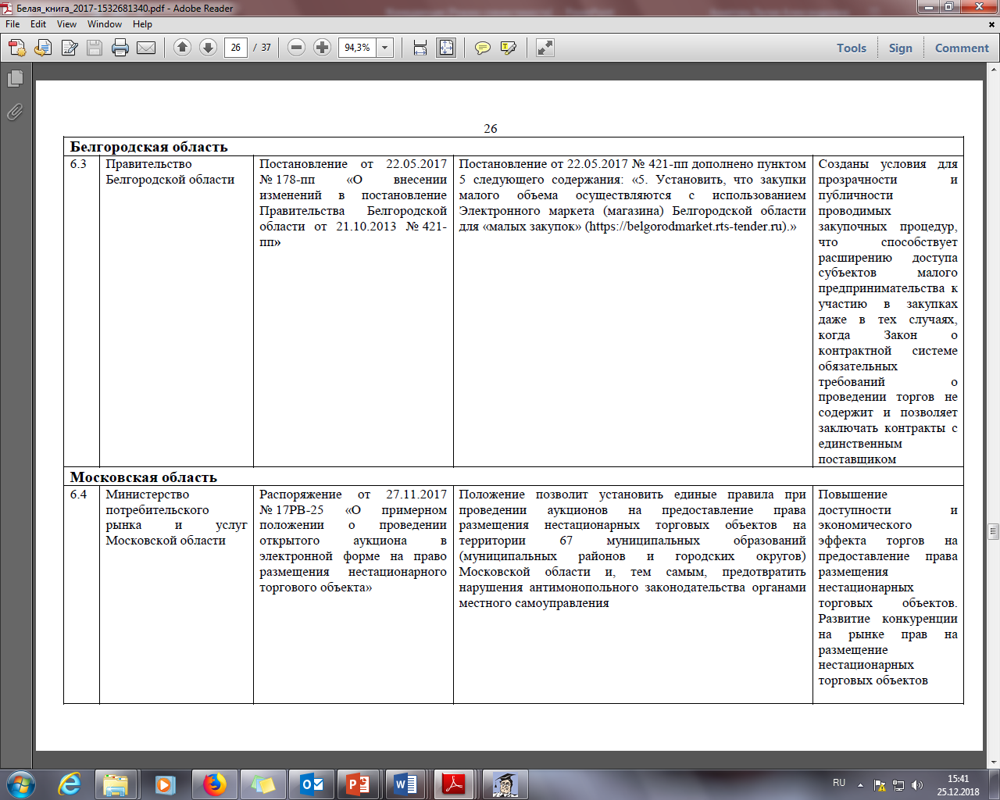 Белая_книга_2017-1532681340.pdf - Adobe Reader
File Edit View Window Help
26 / 37 94,3% Tools Sign Comment
26
Белгородская область
6.3
Правительство
Белгородской области
Постановление от 22.05.2017
№ 178-пп «О внесении
изменений в постановление
Правительства Белгородской
области от 21.10.2013 № 421-
пп»
Постановление от 22.05.2017 № 421-пп дополнено пунктом
5 следующего содержания: «5. Установить, что закупки
малого объема осуществляются с использованием
Электронного маркета (магазина) Белгородской области
для «малых закупок» (https://belgorodmarket.rts-tender.ru).»
Созданы условия для
прозрачности и
публичности
проводимых
закупочных процедур,
что способствует
расширению доступа
субъектов малого
предпринимательства к
участию в закупках
даже в тех случаях,
когда Закон о
контрактной системе
обязательных
требований о
проведении торгов не
содержит и позволяет
заключать контракты с
единственным
поставщиком
Московская область
6.4
Министерство
потребительского
рынка и услуг
Московской области
Распоряжение от 27.11.2017
№ 17РВ-25 «О примерном
положении о проведении
открытого аукциона в
электронной форме на право
размещения нестационарного
торгового объекта»
Положение позволит установить единые правила при
проведении аукционов на предоставление права
размещения нестационарных торговых объектов на
территории 67 муниципальных образований
(муниципальных районов и городских округов)
Московской области и, тем самым, предотвратить
нарушения антимонопольного законодательства органами
местного самоуправления
Повышение
доступности и
экономического
эффекта торгов на
предоставление права
размещения
нестационарных
торговых объектов.
Развитие конкуренции
на рынке прав на
размещение
нестационарных
торговых объектов
RU
15:41
25.12.2018